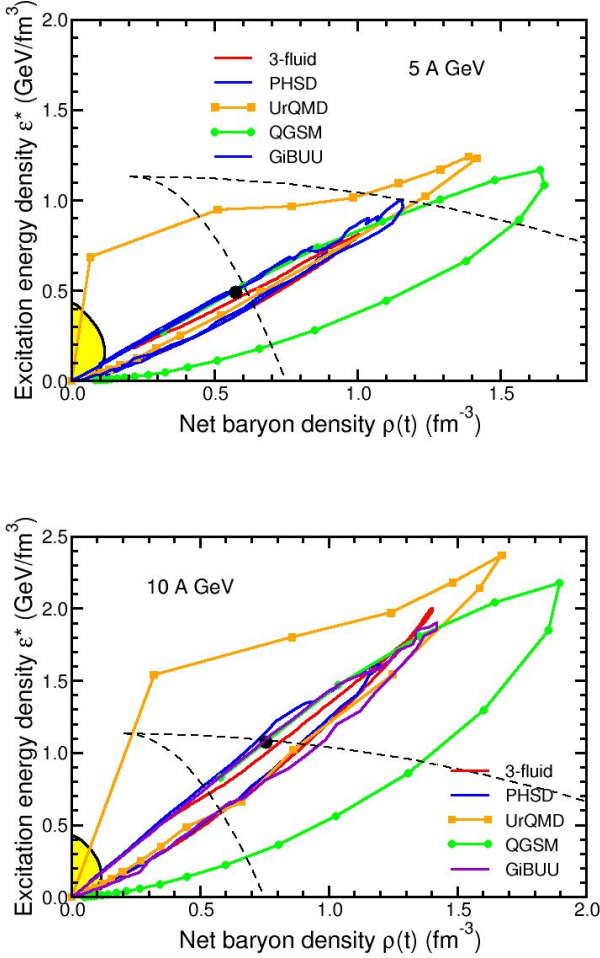 2.0
1.5
1.0
0.5
0.0
Excitation energy density ε* (GeV/fm³)
3-fluid
PHSD
UrQMD
QGSM
GiBUU
5 A GeV
0.0 0.5 1.0 1.5
Net baryon density ρ(t) (fm⁻³)
2.5
2.0
1.5
1.0
0.5
0.0
Excitation energy density ε* (GeV/fm³)
10 A GeV
3-fluid
PHSD
UrQMD
QGSM
GiBUU
0.0 0.5 1.0 1.5 2.0
Net baryon density ρ(t) (fm⁻³)